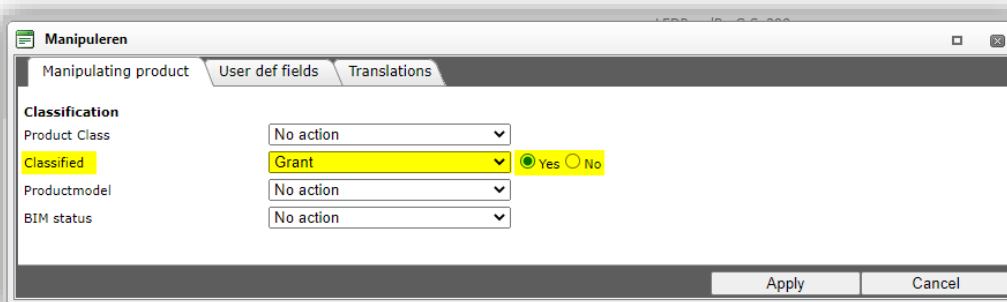 Manipuleren
Manipulating product User def fields Translations
Classification
Product Class No action
Classified Grant Yes No
Productmodel No action
BIM status No action
Apply Cancel